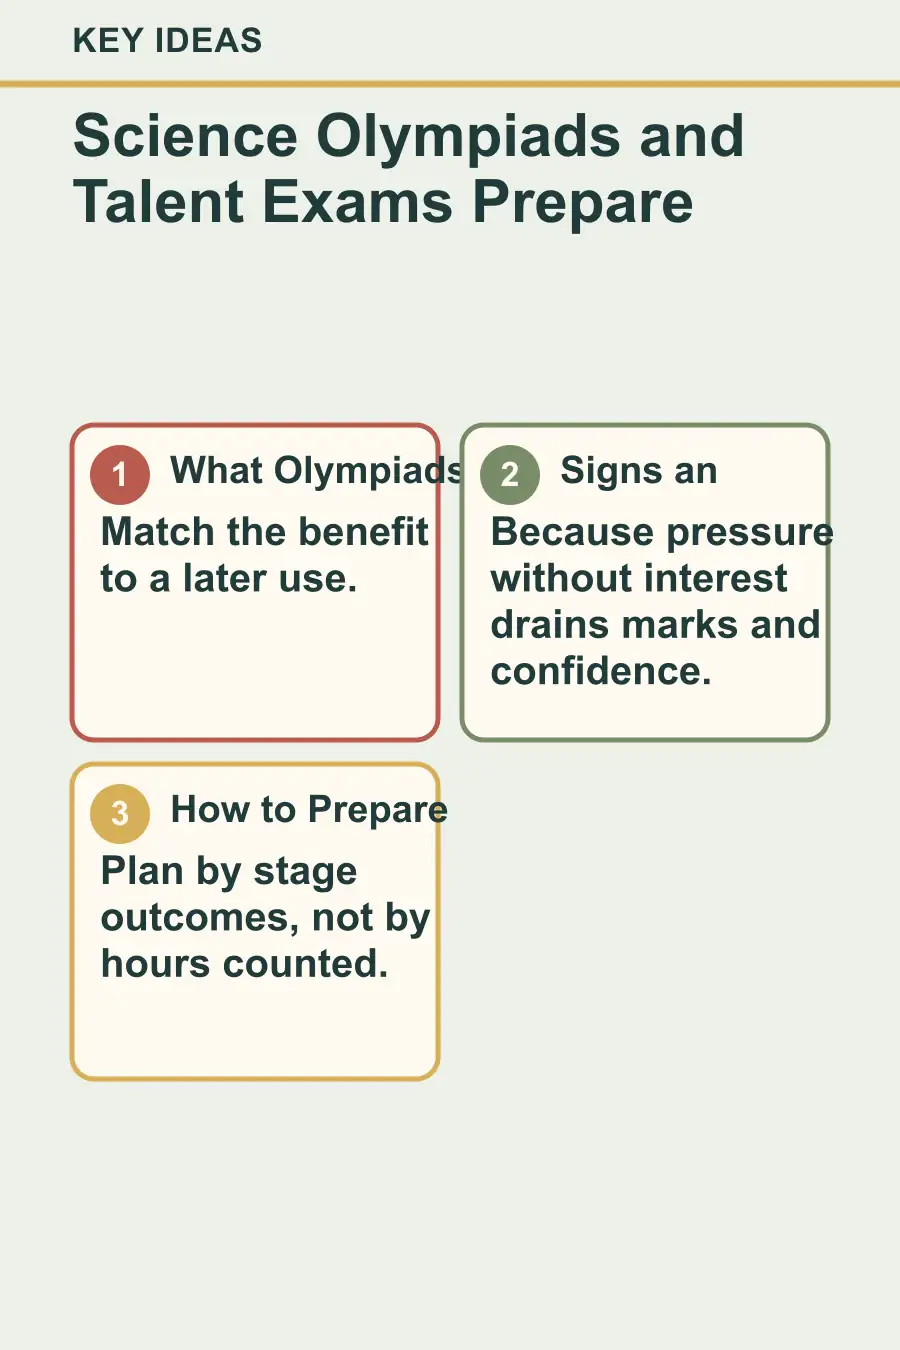 KEY IDEAS
Science Olympiads and
Talent Exams Prepare
1 What Olympiads
Match the benefit
to a later use.
2 Signs an
Because pressure
without interest
drains marks and
confidence.
3 How to Prepare
Plan by stage
outcomes, not by
hours counted.